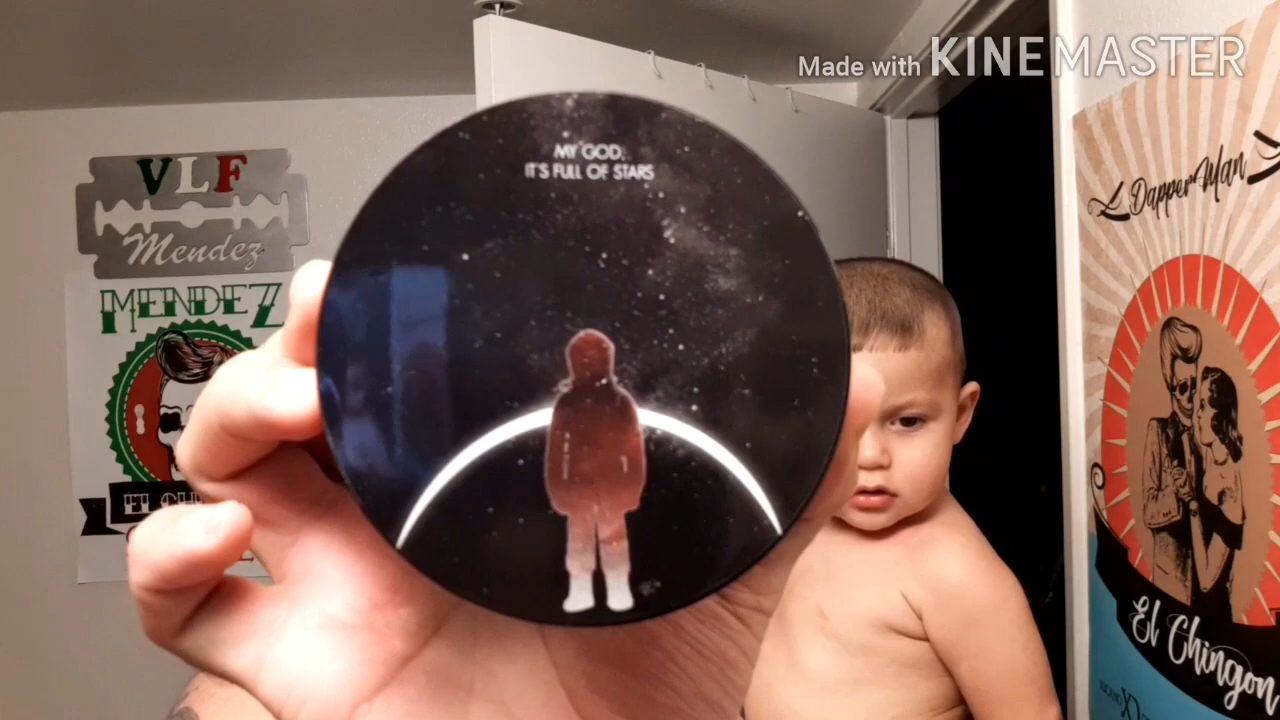 Made with KINEMASTER
VLF
Mendez
MENDEZ
MY GOD,
IT'S FULL OF STARS
Dapper Man
El Chingon